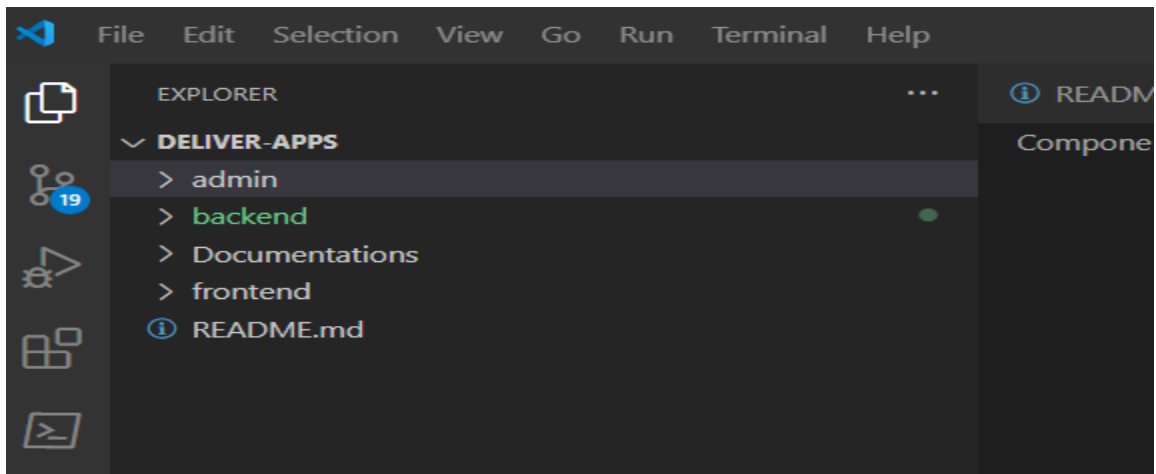 File Edit Selection View Go Run Terminal Help
EXPLORER
READM
DELIVER-APPS
Compone
admin
19
backend
Documentations
frontend
README.md